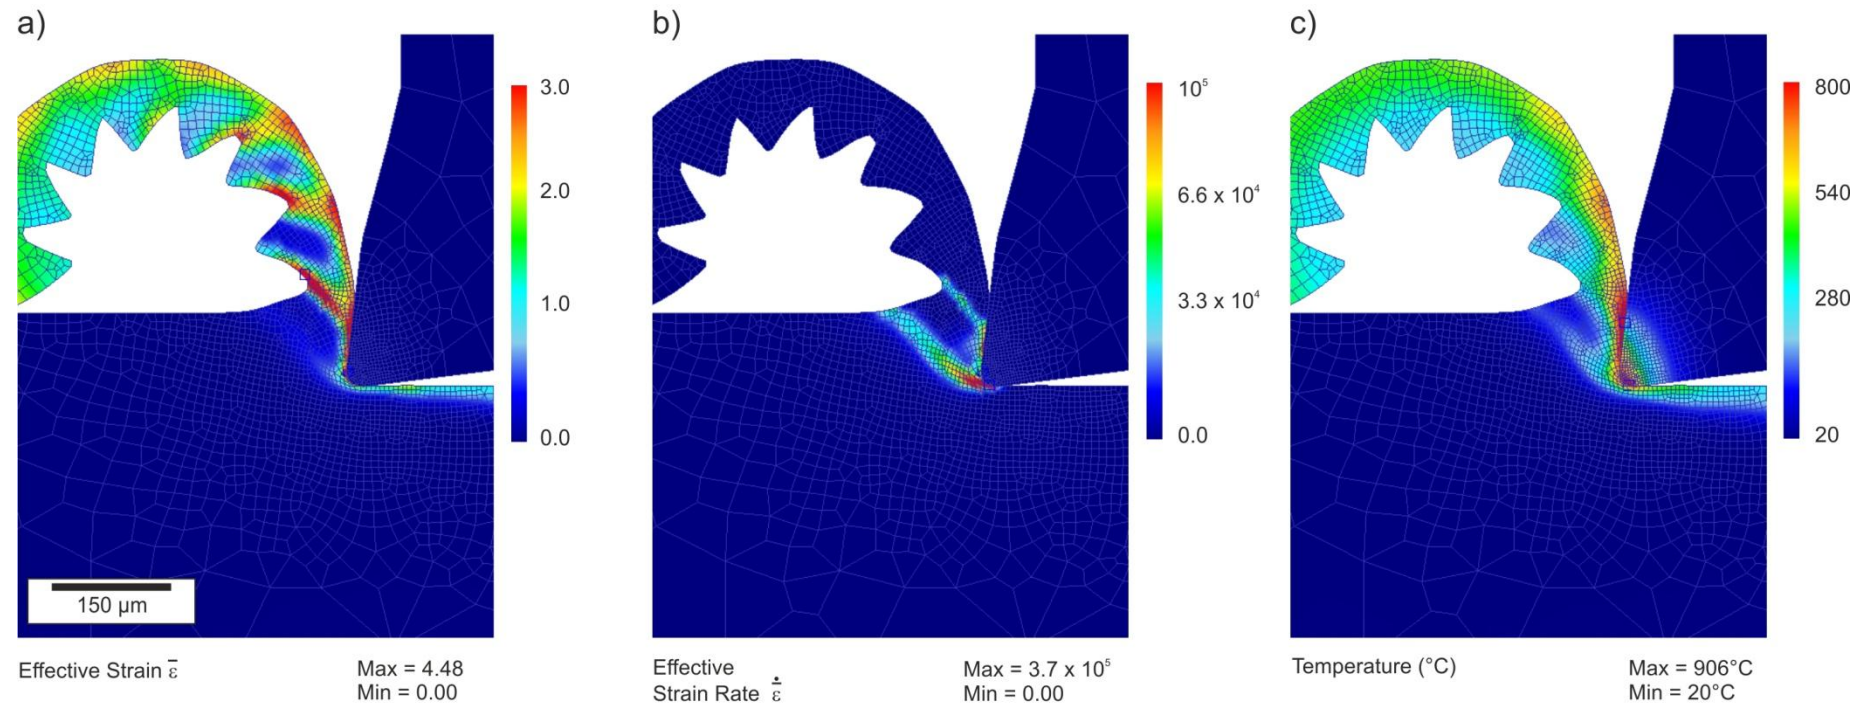 a)
3.0
2.0
1.0
0.0
150 µm
Effective Strain ε̅
Max = 4.48
Min = 0.00
b)
10⁵
6.6 x 10⁴
3.3 x 10⁴
0.0
Effective
Strain Rate ε̅̇
Max = 3.7 x 10⁵
Min = 0.00
c)
800
540
280
20
Temperature (°C)
Max = 906°C
Min = 20°C